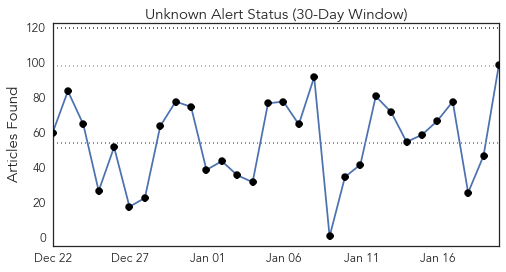 Unknown Alert Status (30-Day Window)
Articles Found
120
100
80
60
40
20
0
Dec 22 Dec 27 Jan 01 Jan 06 Jan 11 Jan 16